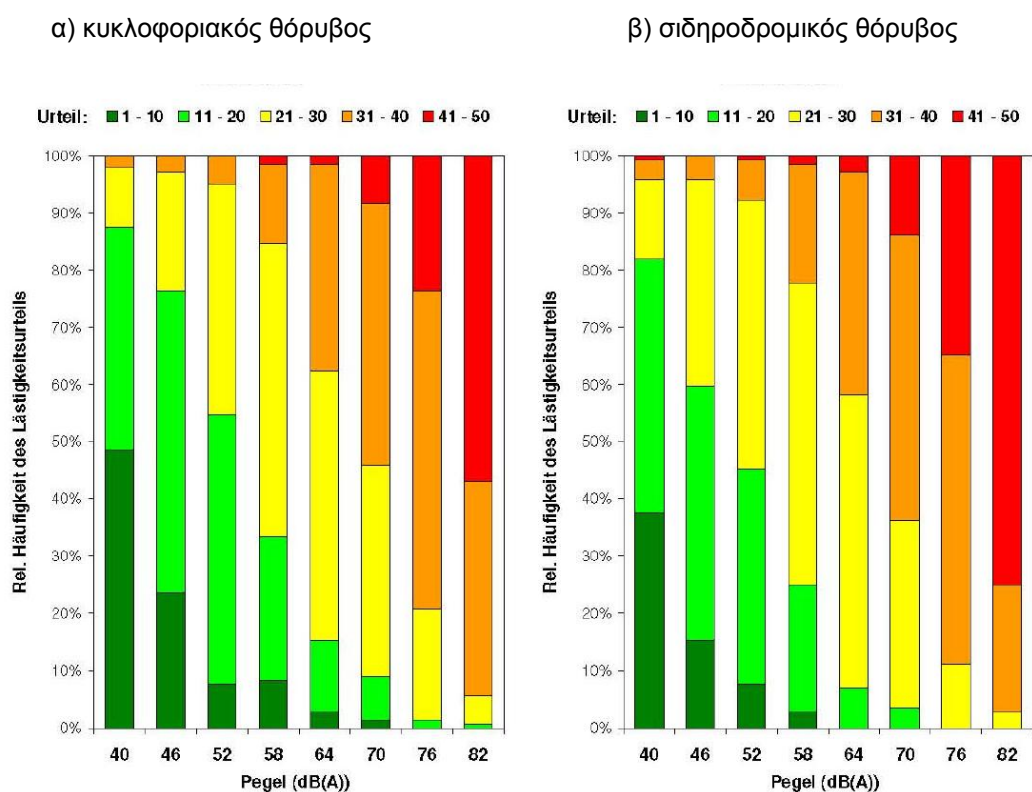 α) κυκλοφοριακός θόρυβος
β) σιδηροδρομικός θόρυβος
Urteil: 1 - 10 11 - 20 21 - 30 31 - 40 41 - 50
Rel. Häufigkeit des Lästigkeitsurteils
100%
90%
80%
70%
60%
50%
40%
30%
20%
10%
0%
40 46 52 58 64 70 76 82
Pegel (dB(A))
Urteil: 1 - 10 11 - 20 21 - 30 31 - 40 41 - 50
Rel. Häufigkeit des Lästigkeitsurteils
100%
90%
80%
70%
60%
50%
40%
30%
20%
10%
0%
40 46 52 58 64 70 76 82
Pegel (dB(A))